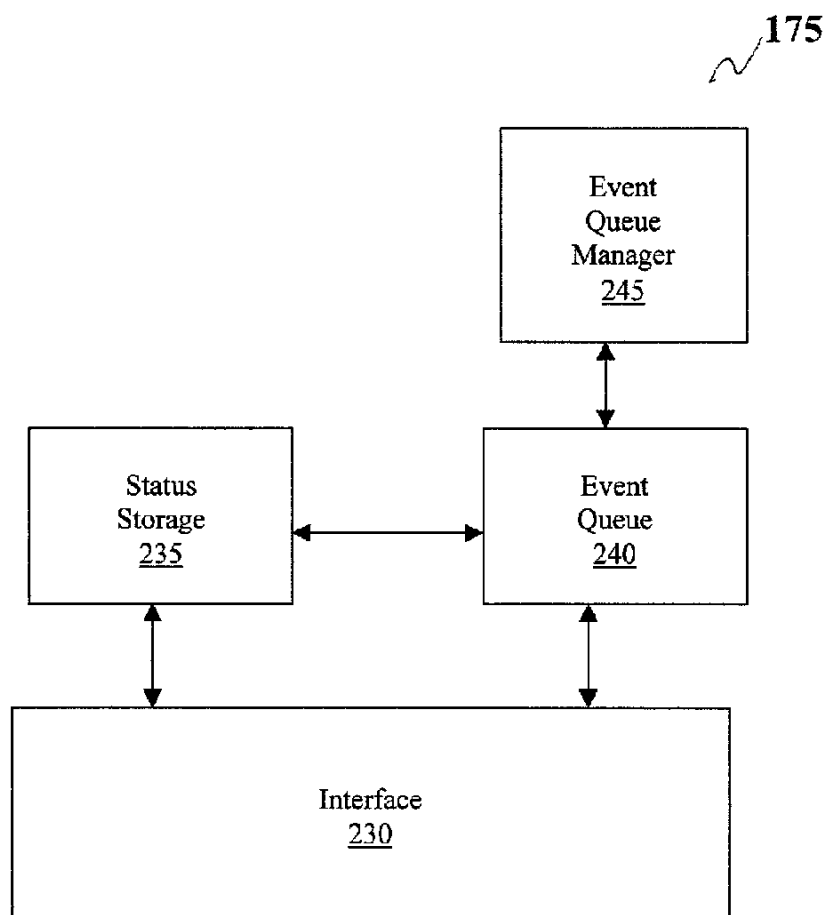 175
Event
Queue
Manager
245
Status
Storage
235
Event
Queue
240
Interface
230